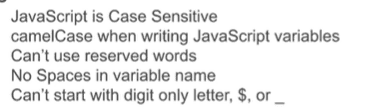 JavaScript is Case Sensitive
camelCase when writing JavaScript variables
Can't use reserved words
No Spaces in variable name
Can't start with digit only letter, $, or _